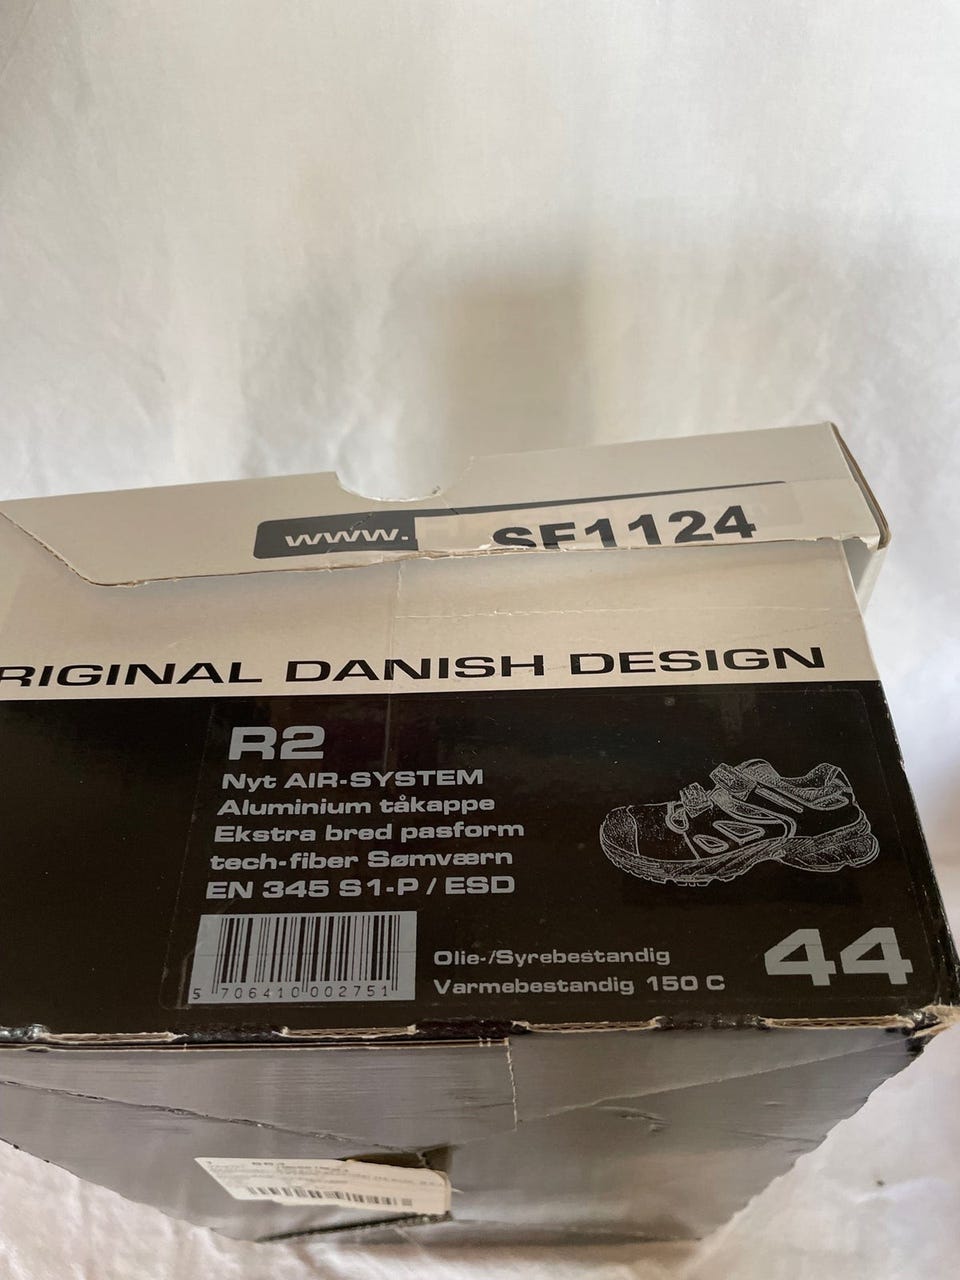 www.
SF1124
RIGINAL DANISH DESIGN
R2
Nyt AIR-SYSTEM
Aluminium tåkappe
Ekstra bred pasform
tech-fiber Sømværn
EN 345 S1-P / ESD
5 706410 002751
Olie-/Syrebestandig
Varmebestandig 150 C
44